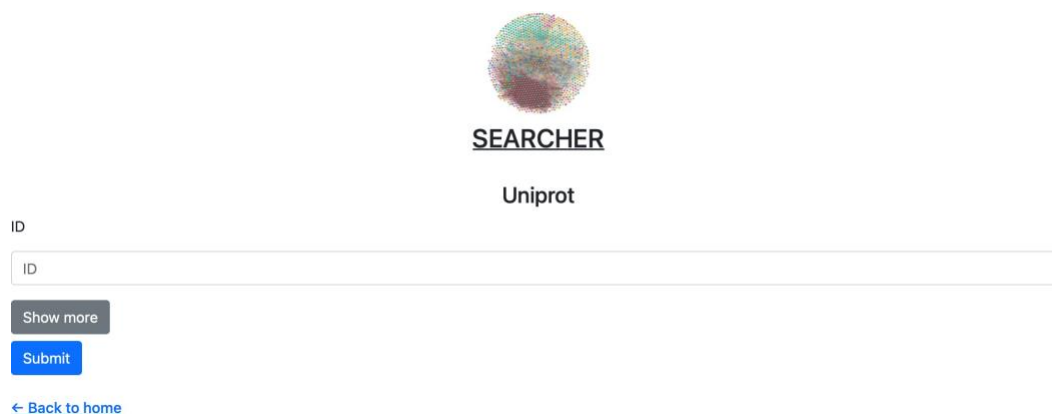 SEARCHER
Uniprot
ID
ID
Show more
Submit
← Back to home